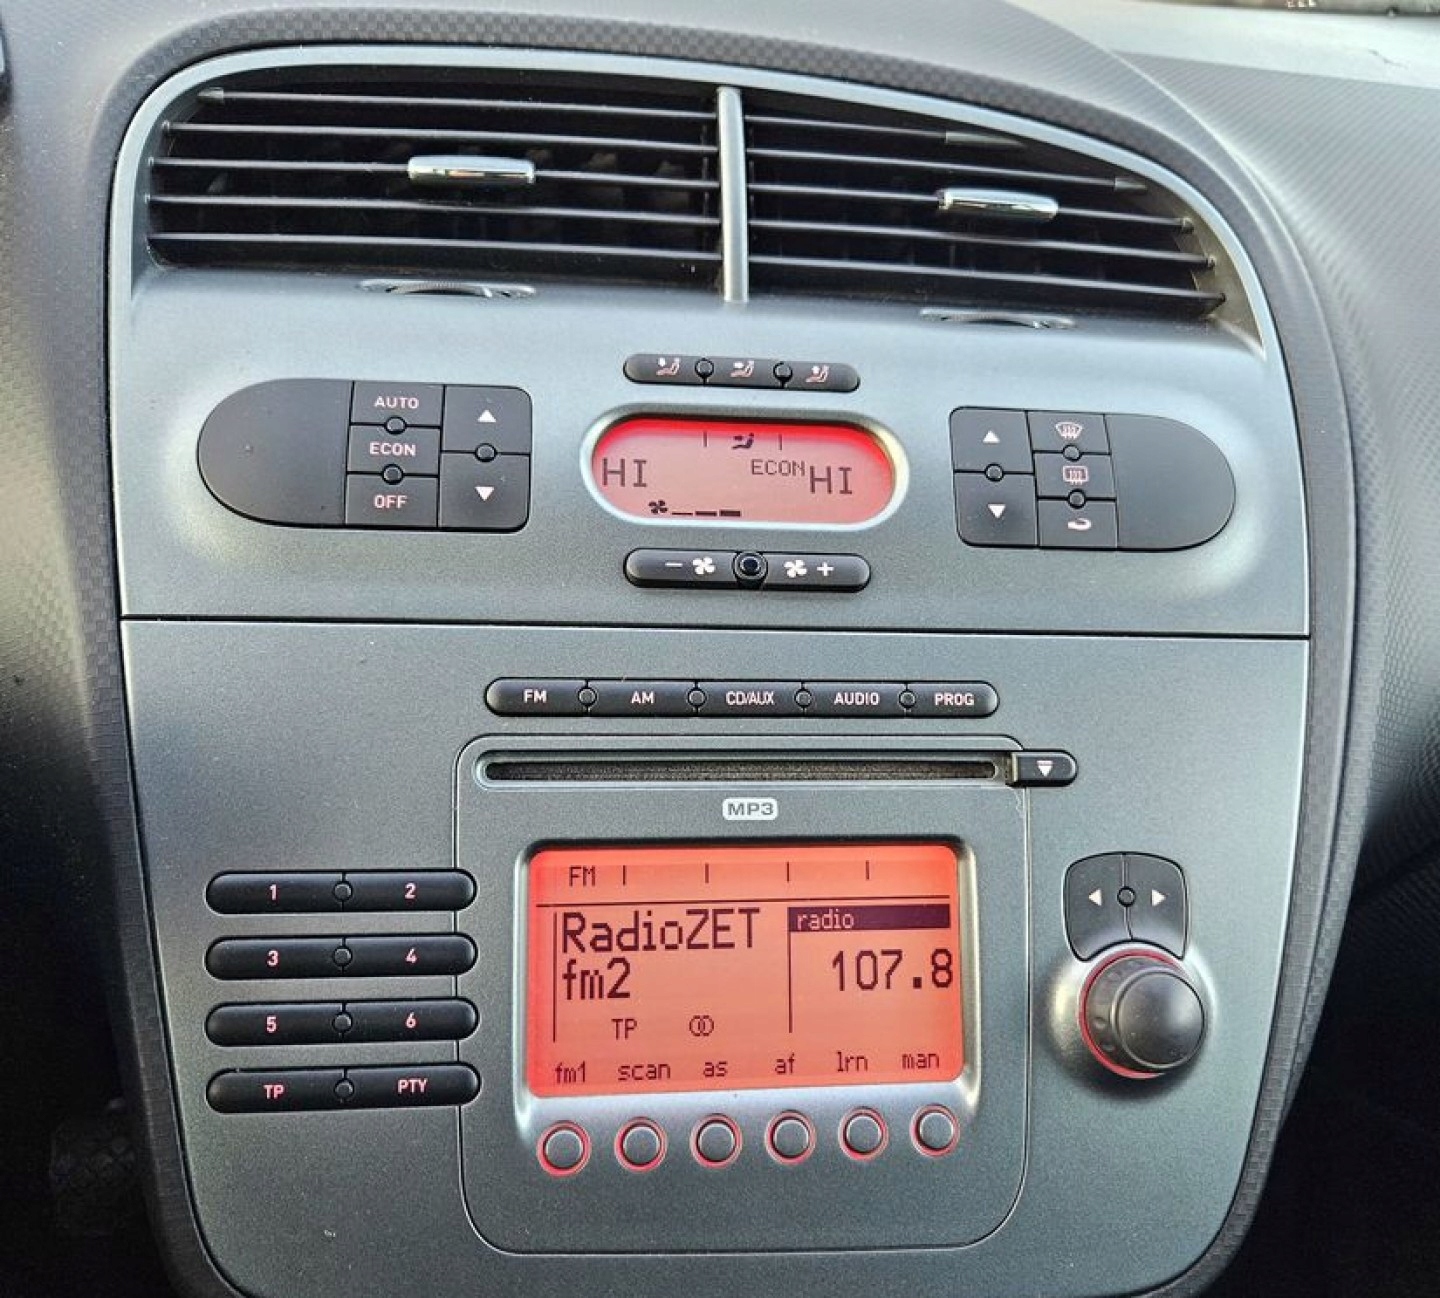 AUTO
ECON
OFF
HI ECON HI
- +
FM AM CD/AUX AUDIO PROG
MP3
FM
RadioZET radio
fm2 107.8
TP
fm1 scan as af lrn man
1 2
3 4
5 6
TP PTY